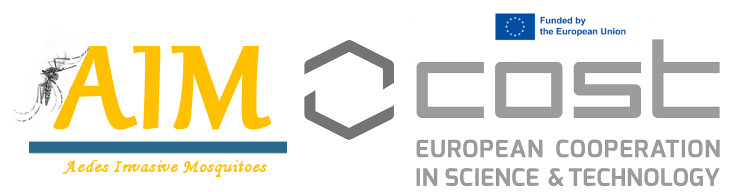 AIM
Aedes Invasive Mosquitoes
Funded by
the European Union
cost
EUROPEAN COOPERATION
IN SCIENCE & TECHNOLOGY